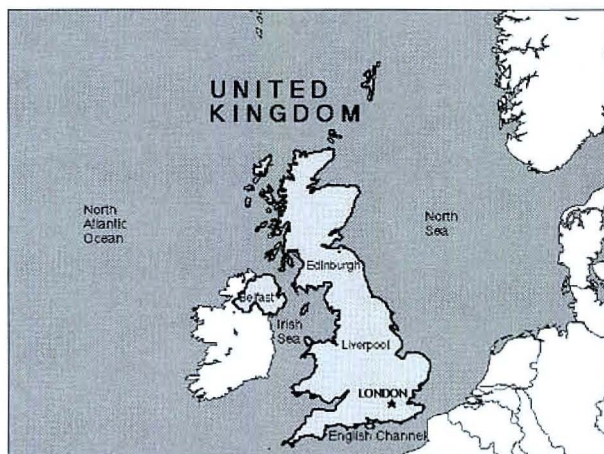 UNITED
KINGDOM
North
Atlantic
Ocean
North
Sea
Edinburgh
Belfast
Irish
Sea
Liverpool
LONDON
English Channel